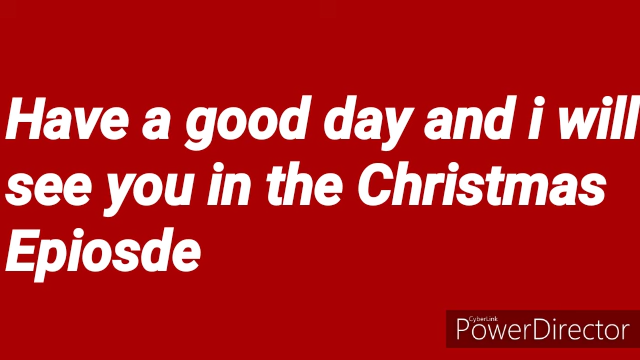 Have a good day and i will
see you in the Christmas
Epiosde
CyberLink
PowerDirector